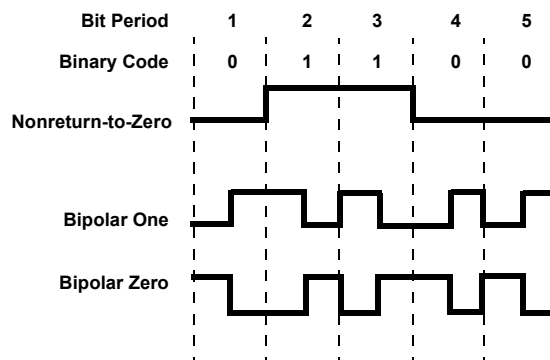 Bit Period 1 2 3 4 5
Binary Code 0 1 1 0 0
Nonreturn-to-Zero
Bipolar One
Bipolar Zero